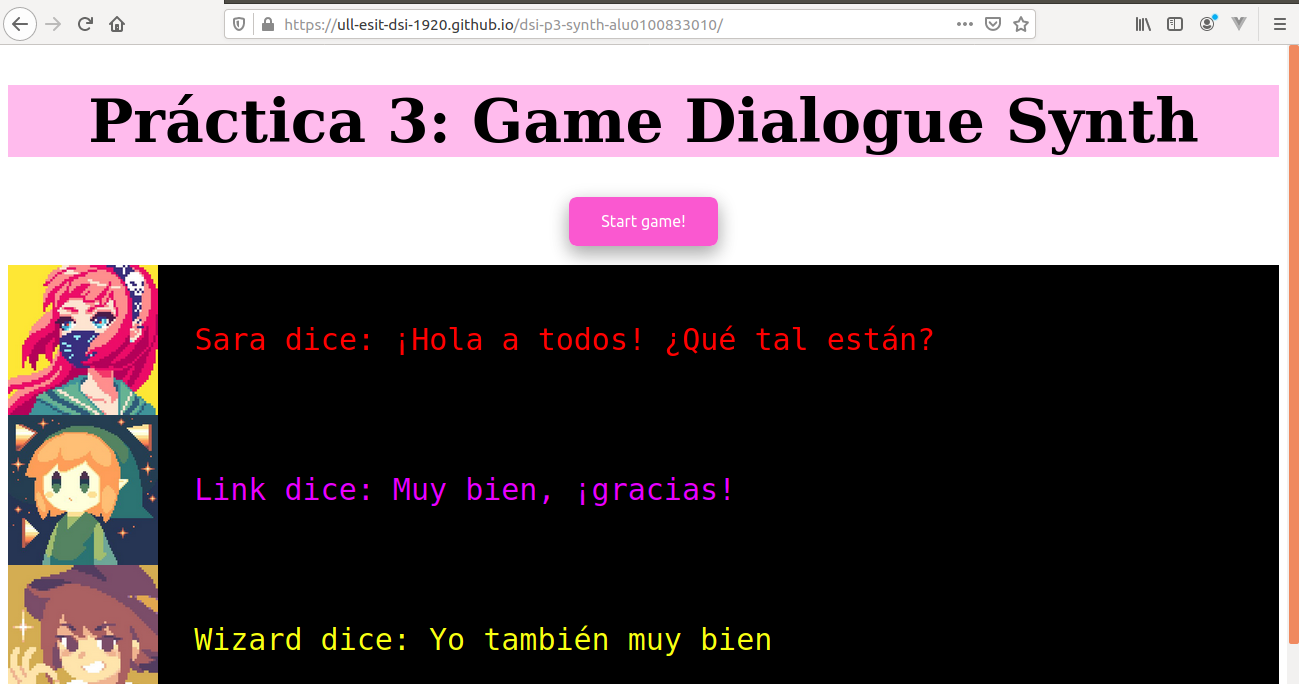 https://ull-esit-dsi-1920.github.io/dsi-p3-synth-alu0100833010/
Práctica 3: Game Dialogue Synth
Start game!
Sara dice: ¡Hola a todos! ¿Qué tal están?
Link dice: Muy bien, ¡gracias!
Wizard dice: Yo también muy bien